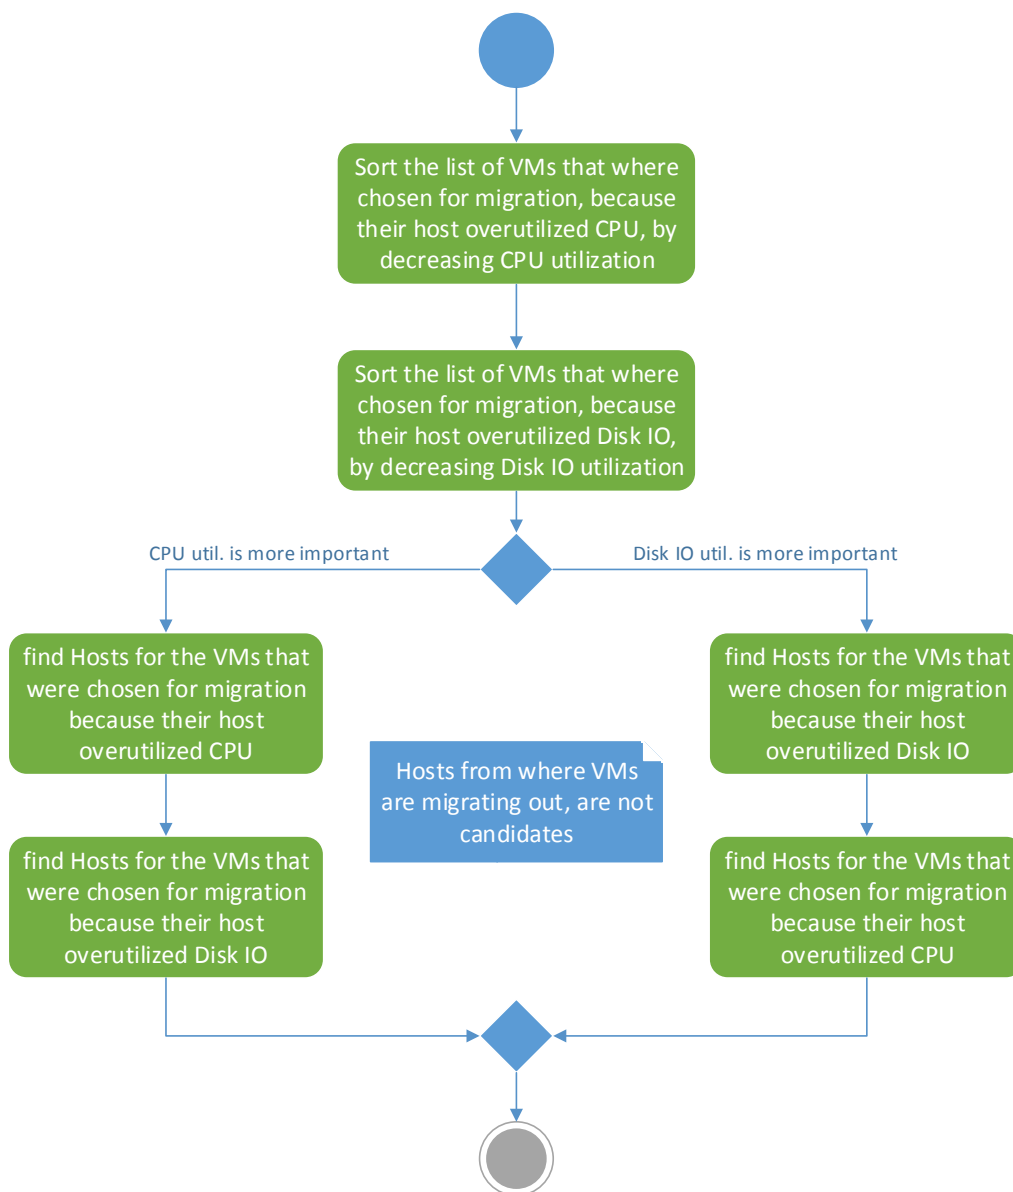 Sort the list of VMs that where
chosen for migration, because
their host overutilized CPU, by
decreasing CPU utilization
Sort the list of VMs that where
chosen for migration, because
their host overutilized Disk IO,
by decreasing Disk IO utilization
CPU util. is more important
Disk IO util. is more important
find Hosts for the VMs that
were chosen for migration
because their host
overutilized CPU
find Hosts for the VMs that
were chosen for migration
because their host
overutilized Disk IO
Hosts from where VMs
are migrating out, are not
candidates
find Hosts for the VMs that
were chosen for migration
because their host
overutilized Disk IO
find Hosts for the VMs that
were chosen for migration
because their host
overutilized CPU